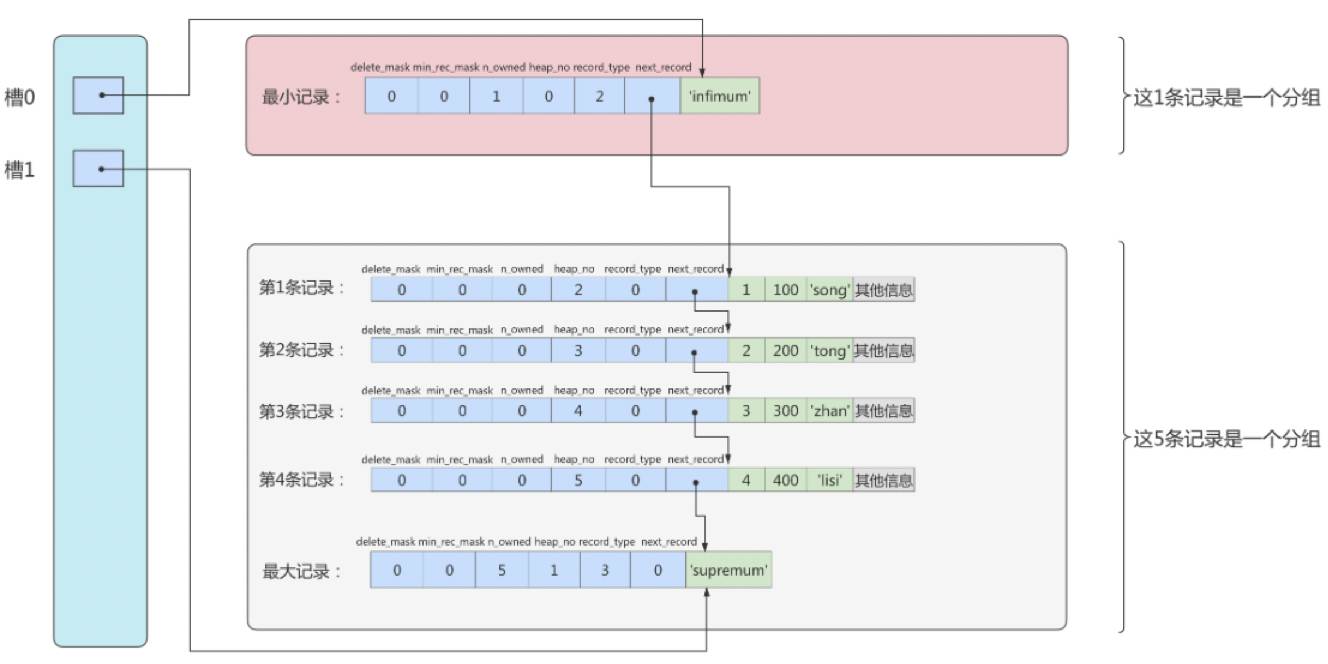 delete_mask min_rec_mask n_owned heap_no record_type next_record
槽0
最小记录： 0 0 1 0 2 'infimum'
这1条记录是一个分组
槽1
delete_mask min_rec_mask n_owned heap_no record_type next_record
第1条记录： 0 0 0 2 0 1 100 'song' 其他信息
delete_mask min_rec_mask n_owned heap_no record_type next_record
第2条记录： 0 0 0 3 0 2 200 'tong' 其他信息
delete_mask min_rec_mask n_owned heap_no record_type next_record
第3条记录： 0 0 0 4 0 3 300 'zhan' 其他信息
这5条记录是一个分组
delete_mask min_rec_mask n_owned heap_no record_type next_record
第4条记录： 0 0 0 5 0 4 400 'lisi' 其他信息
delete_mask min_rec_mask n_owned heap_no record_type next_record
最大记录： 0 0 5 1 3 0 'supremum'